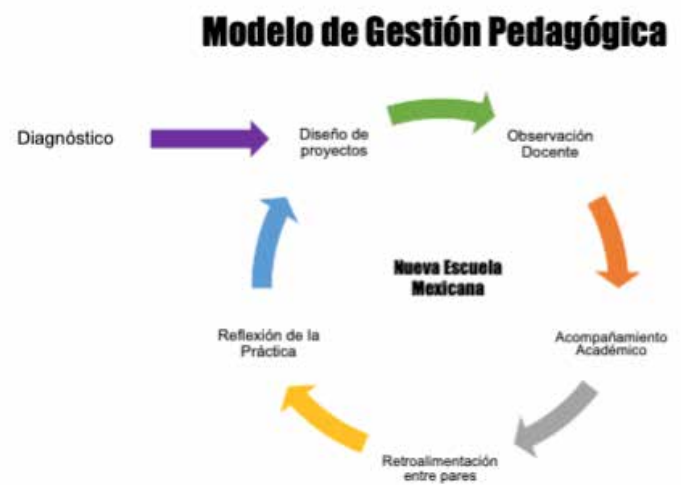 Modelo de Gestión Pedagógica
Diagnóstico
Diseño de
proyectos
Observación
Docente
Nueva Escuela
Mexicana
Reflexión de la
Práctica
Acompañamiento
Académico
Retroalimentación
entre pares